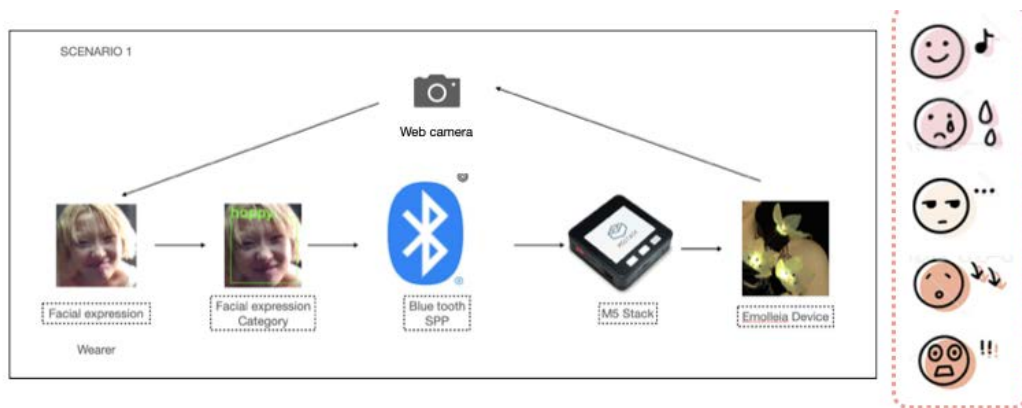 SCENARIO 1
Web camera
happy
Facial expression
Facial expression
Category
Blue tooth
SPP
M5 Stack
Emolleia Device
Wearer